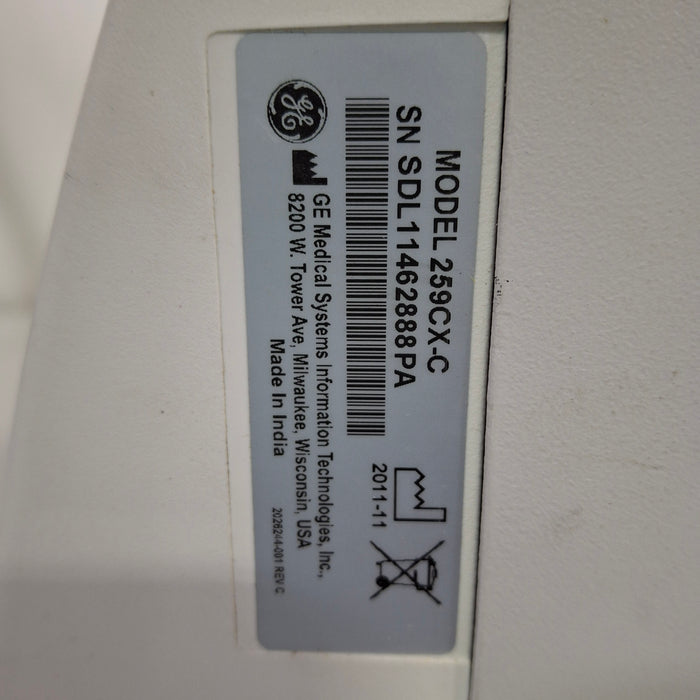 MODEL 259CX-C
SN SDL11462888PA
2011-11
GE
GE Medical Systems Information Technologies, Inc.,
8200 W. Tower Ave, Milwaukee, Wisconsin, USA
Made In India
2026244-001 REV C.